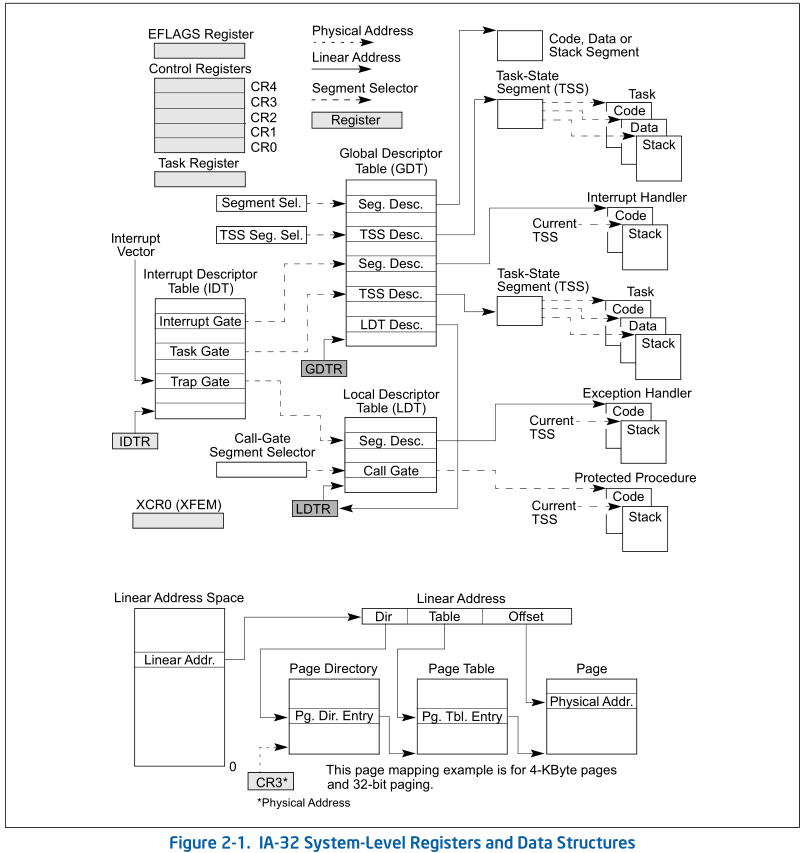 EFLAGS Register
Control Registers
CR4
CR3
CR2
CR1
CR0
Task Register
Physical Address
Linear Address
Segment Selector
Register
Global Descriptor
Table (GDT)
Segment Sel.
Seg. Desc.
TSS Seg. Sel.
TSS Desc.
Seg. Desc.
TSS Desc.
LDT Desc.
GDTR
Code, Data or
Stack Segment
Task-State
Segment (TSS)
Task
Code
Data
Stack
Interrupt Handler
Code
Current
TSS
Stack
Task-State
Segment (TSS)
Task
Code
Data
Stack
Interrupt
Vector
Interrupt Descriptor
Table (IDT)
Interrupt Gate
Task Gate
Trap Gate
IDTR
Local Descriptor
Table (LDT)
Call-Gate
Segment Selector
Seg. Desc.
Call Gate
LDTR
XCR0 (XFEM)
Exception Handler
Code
Current
TSS
Stack
Protected Procedure
Code
Current
TSS
Stack
Linear Address Space
Linear Addr.
0
Linear Address
Dir
Table
Offset
Page Directory
Pg. Dir. Entry
Page Table
Pg. Tbl. Entry
Page
Physical Addr.
CR3*
*Physical Address
This page mapping example is for 4-KByte pages
and 32-bit paging.
Figure 2-1. IA-32 System-Level Registers and Data Structures